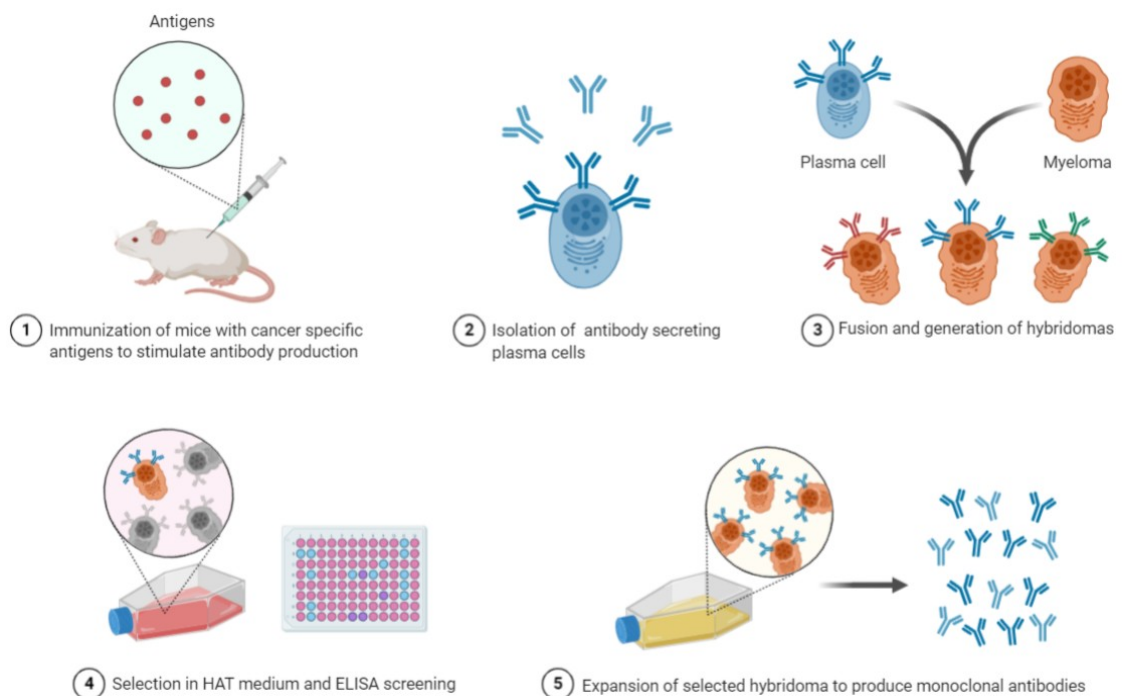 Antigens
1 Immunization of mice with cancer specific
antigens to stimulate antibody production
2 Isolation of antibody secreting
plasma cells
Plasma cell
Myeloma
3 Fusion and generation of hybridomas
4 Selection in HAT medium and ELISA screening
5 Expansion of selected hybridoma to produce monoclonal antibodies